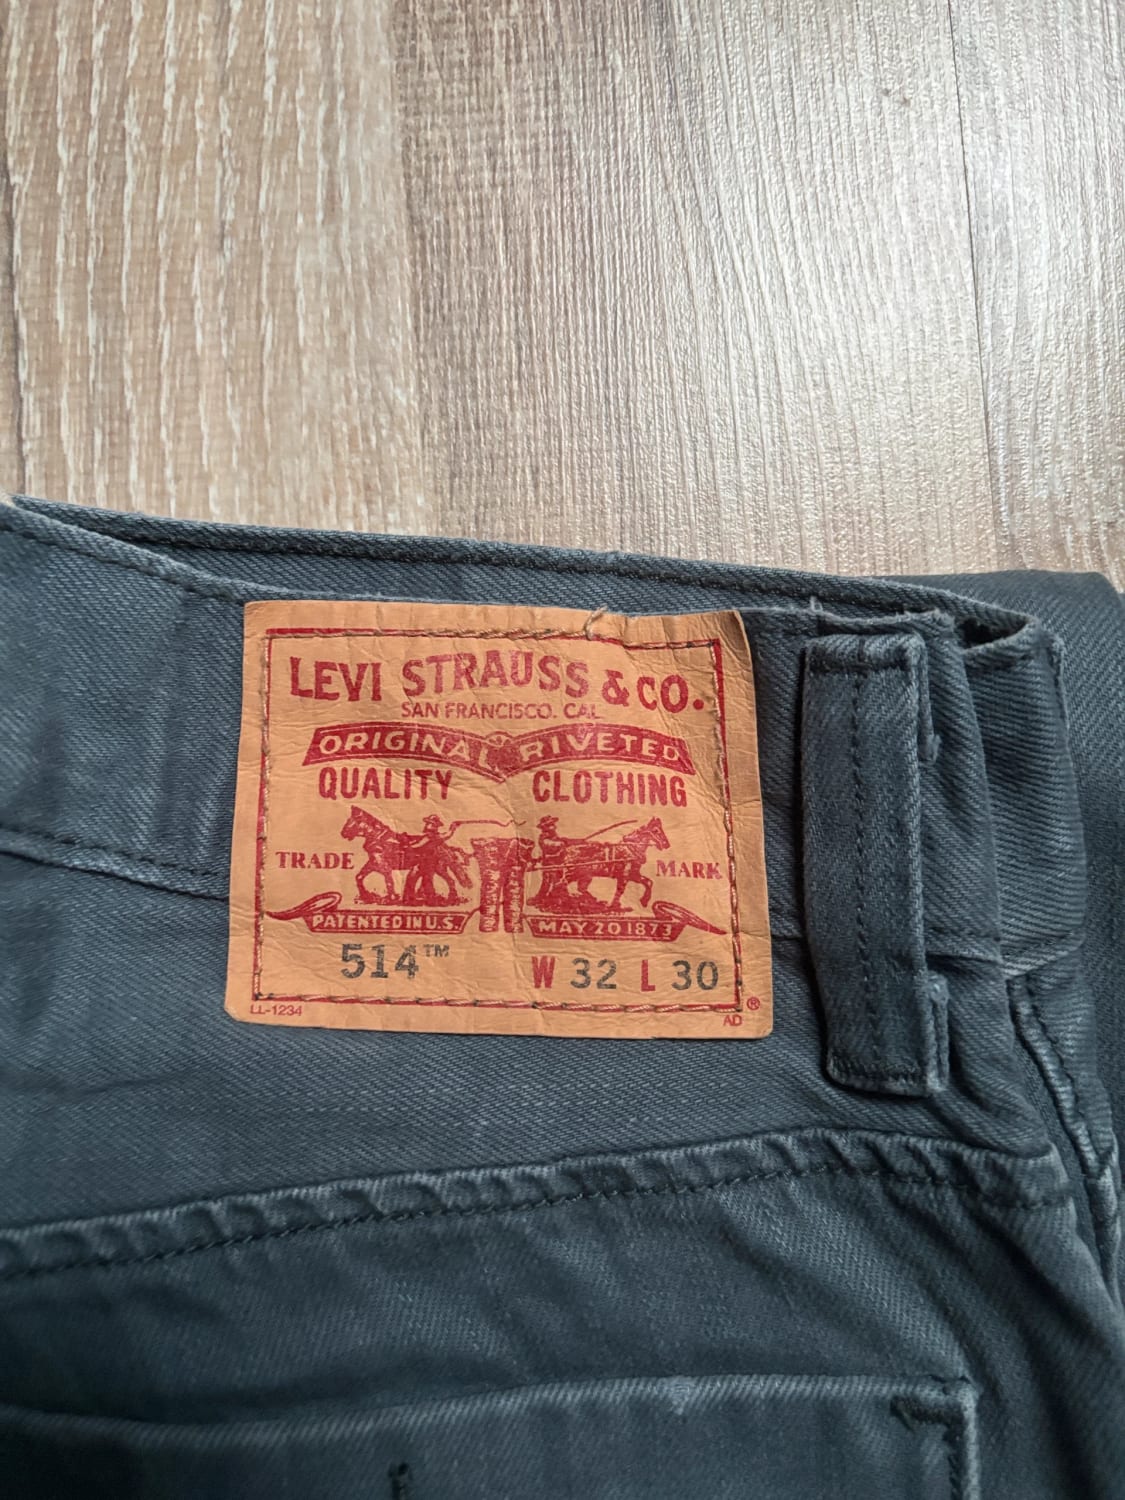 LEVI STRAUSS & CO.
SAN FRANCISCO. CAL
ORIGINAL RIVETED
QUALITY CLOTHING
TRADE MARK
PATENTED IN U.S. MAY 20 1873
514™ W 32 L 30
LL-1234 AD ®